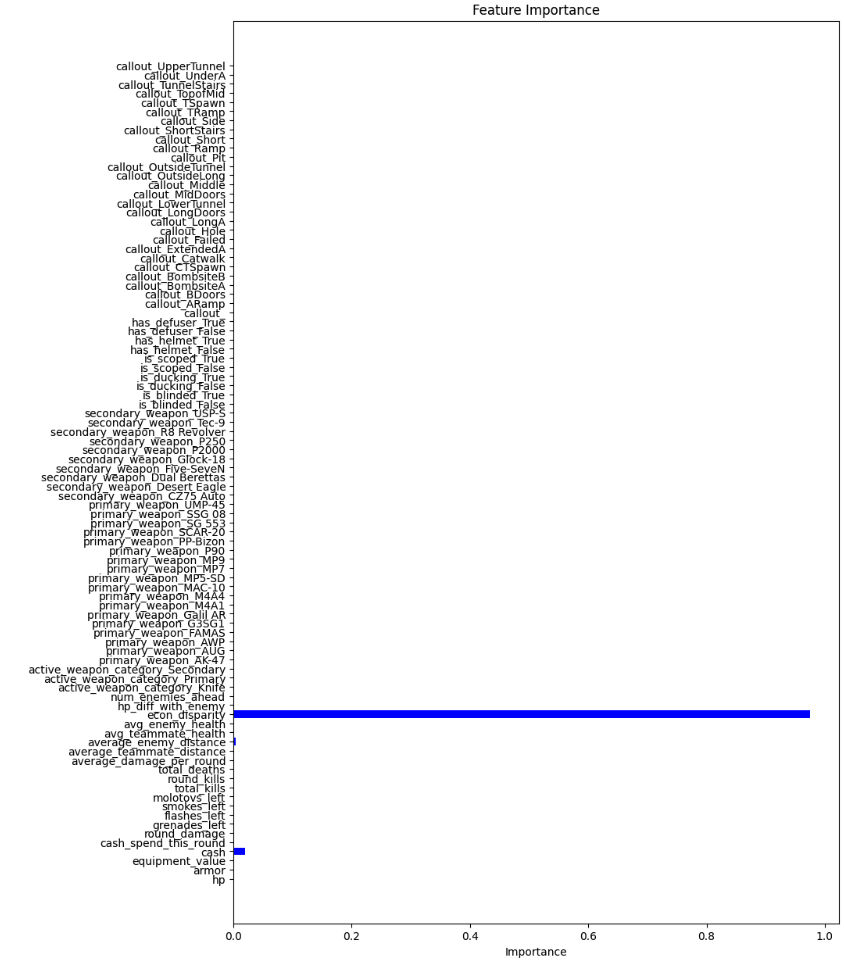 Feature Importance
callout_UpperTunnel
callout_UnderA
callout_TunnelStairs
callout_TopofMid
callout_TSpawn
callout_TRamp
callout_Side
callout_ShortStairs
callout_Short
callout_Ramp
callout_Pit
callout_OutsideTunnel
callout_OutsideLong
callout_Middle
callout_MidDoors
callout_LowerTunnel
callout_LongDoors
callout_LongA
callout_Hole
callout_Failed
callout_ExtendedA
callout_Catwalk
callout_CTSpawn
callout_BombsiteB
callout_BombsiteA
callout_BDoors
callout_ARamp
callout_
has_defuser_True
has_defuser_False
has_helmet_True
has_helmet_False
is_scoped_True
is_scoped_False
is_ducking_True
is_ducking_False
is_blinded_True
is_blinded_False
secondary_weapon_USP-S
secondary_weapon_Tec-9
secondary_weapon_R8 Revolver
secondary_weapon_P250
secondary_weapon_P2000
secondary_weapon_Glock-18
secondary_weapon_Five-SeveN
secondary_weapon_Dual Berettas
secondary_weapon_Desert Eagle
secondary_weapon_CZ75 Auto
primary_weapon_UMP-45
primary_weapon_SSG 08
primary_weapon_SG 553
primary_weapon_SCAR-20
primary_weapon_PP-Bizon
primary_weapon_P90
primary_weapon_MP9
primary_weapon_MP7
primary_weapon_MP5-SD
primary_weapon_MAC-10
primary_weapon_M4A4
primary_weapon_M4A1
primary_weapon_Galil AR
primary_weapon_G3SG1
primary_weapon_FAMAS
primary_weapon_AWP
primary_weapon_AUG
primary_weapon_AK-47
active_weapon_category_Secondary
active_weapon_category_Primary
active_weapon_category_Knife
num_enemies_ahead
hp_diff_with_enemy
econ_disparity
avg_enemy_health
avg_teammate_health
average_enemy_distance
average_teammate_distance
average_damage_per_round
total_deaths
round_kills
total_kills
molotovs_left
smokes_left
flashes_left
grenades_left
round_damage
cash_spend_this_round
cash
equipment_value
armor
hp
0.0 0.2 0.4 0.6 0.8 1.0
Importance